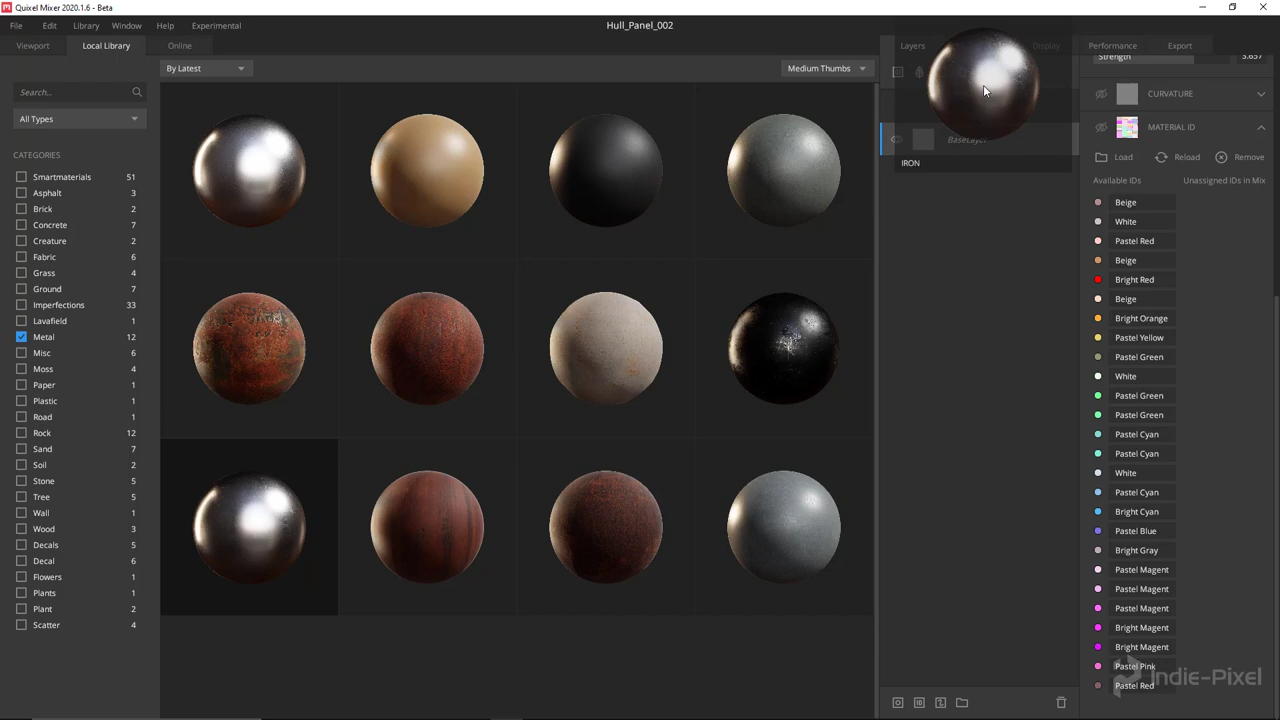 Quixel Mixer 2020.1.6 - Beta
File Edit Library Window Help Experimental
Hull_Panel_002
Viewport Local Library Online
Layers Display Performance Export
By Latest
Medium Thumbs
Strength 3.657
Search...
All Types
CATEGORIES
Smartmaterials 51
Asphalt 3
Brick 2
Concrete 7
Creature 2
Fabric 6
Grass 4
Ground 7
Imperfections 33
Lavafield 1
Metal 12
Misc 6
Moss 4
Paper 1
Plastic 1
Road 1
Rock 12
Sand 7
Soil 2
Stone 5
Tree 5
Wall 1
Wood 3
Decals 5
Decal 6
Flowers 1
Plants 1
Plant 2
Scatter 4
BaseLayer
IRON
CURVATURE
MATERIAL ID
Load Reload Remove
Available IDs Unassigned IDs in Mix
Beige
White
Pastel Red
Beige
Bright Red
Beige
Bright Orange
Pastel Yellow
Pastel Green
White
Pastel Green
Pastel Green
Pastel Cyan
Pastel Cyan
White
Pastel Cyan
Bright Cyan
Pastel Blue
Bright Gray
Pastel Magent
Pastel Magent
Pastel Magent
Bright Magent
Bright Magent
Pastel Pink
Pastel Red
Indie-Pixel